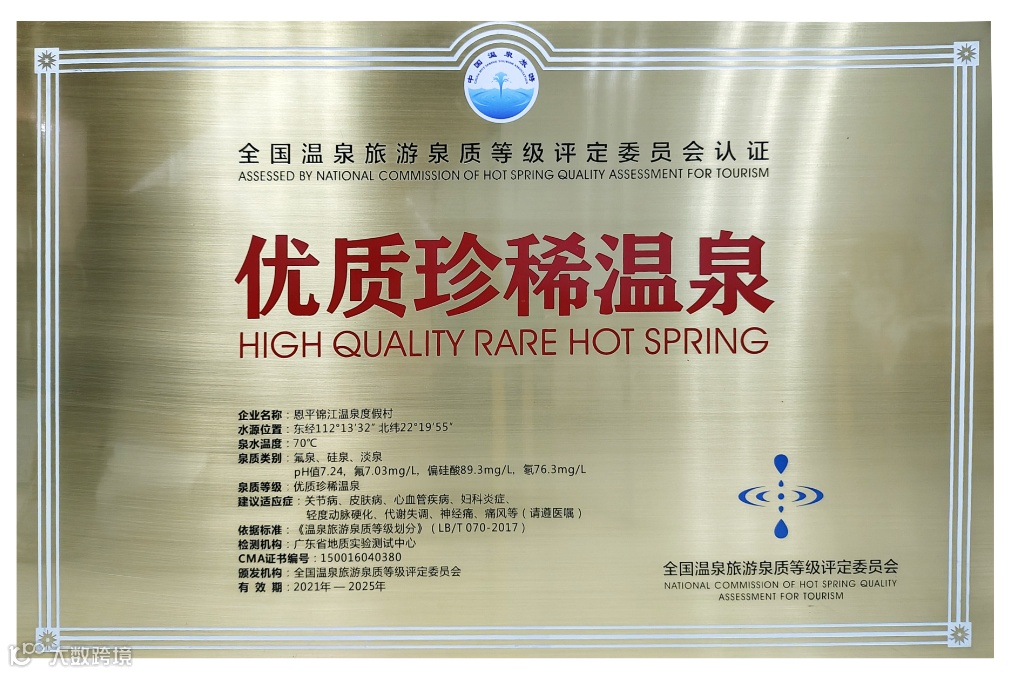 中国温泉旅游
全国温泉旅游泉质等级评定委员会认证
ASSESSED BY NATIONAL COMMISSION OF HOT SPRING QUALITY ASSESSMENT FOR TOURISM
优质珍稀温泉
HIGH QUALITY RARE HOT SPRING
企业名称：恩平锦江温泉度假村
水源位置：东经112°13′32″ 北纬22°19′55″
泉水温度：70℃
泉质类别：氟泉、硅泉、淡泉
pH值7.24，氟7.03mg/L，偏硅酸89.3mg/L，氡76.3mg/L
泉质等级：优质珍稀温泉
建议适应症：关节病、皮肤病、心血管疾病、妇科炎症、
轻度动脉硬化、代谢失调、神经痛、痛风等（请遵医嘱）
依据标准：《温泉旅游泉质等级划分》（LB/T 070-2017）
检测机构：广东省地质实验测试中心
CMA证书编号：150016040380
颁发机构：全国温泉旅游泉质等级评定委员会
有 效 期：2021年 — 2025年
全国温泉旅游泉质等级评定委员会
NATIONAL COMMISSION OF HOT SPRING QUALITY
ASSESSMENT FOR TOURISM
大数跨境